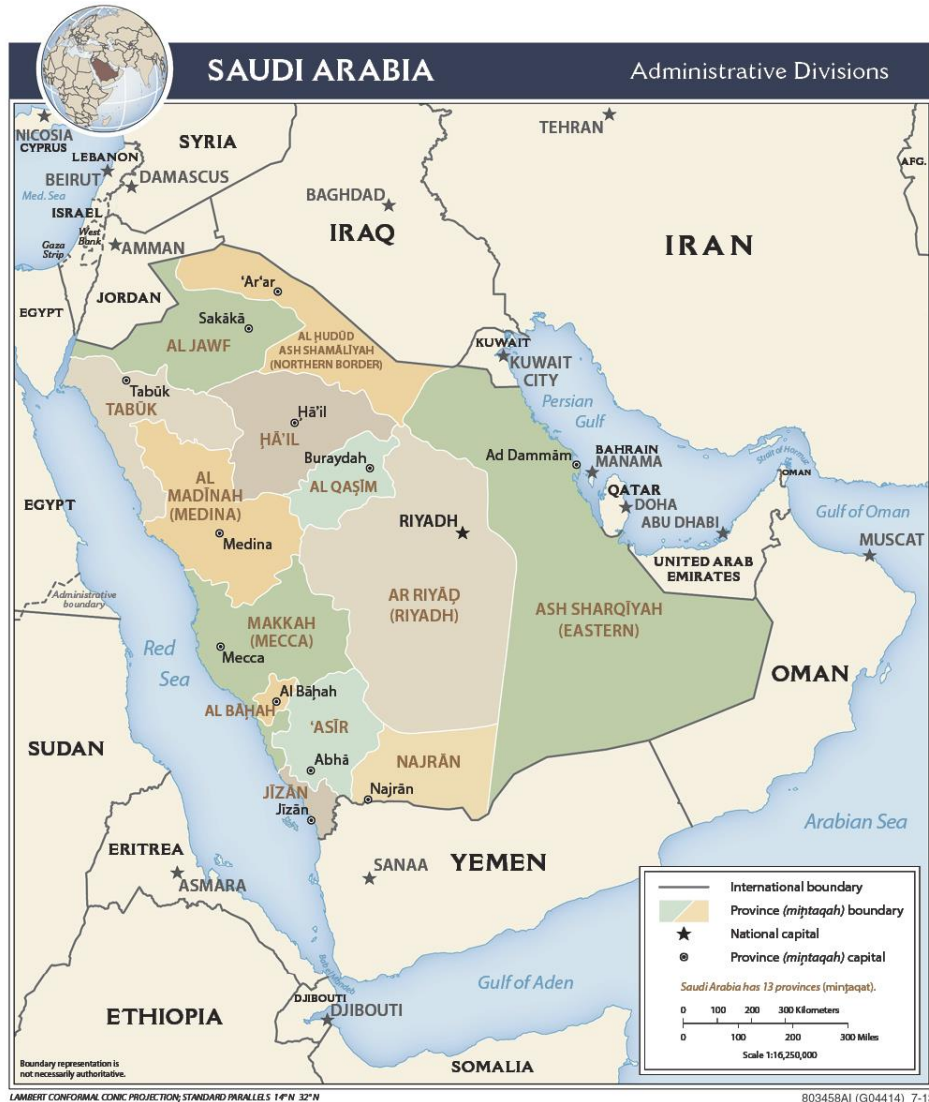 SAUDI ARABIA
Administrative Divisions
NICOSIA
CYPRUS
SYRIA
TEHRAN
LEBANON
BEIRUT
DAMASCUS
AFG.
Med. Sea
BAGHDAD
ISRAEL
West
Bank
IRAQ
IRAN
Gaza
Strip
AMMAN
JORDAN
EGYPT
'Ar'ar
Sakākā
AL JAWF
AL ḤUDŪD
ASH SHAMĀLĪYAH
(NORTHERN BORDER)
KUWAIT
KUWAIT
CITY
Tabūk
TABŪK
Persian
Gulf
Ḥā'il
ḤĀ'IL
Buraydah
AL QAṢĪM
Ad Dammām
BAHRAIN
MANAMA
Strait of Hormuz
OMAN
AL
MADĪNAH
(MEDINA)
EGYPT
QATAR
DOHA
ABU DHABI
Gulf of Oman
RIYADH
MUSCAT
Medina
UNITED ARAB
EMIRATES
Administrative
boundary
AR RIYĀḌ
(RIYADH)
ASH SHARQĪYAH
(EASTERN)
MAKKAH
(MECCA)
Mecca
Red
Sea
OMAN
Al Bāḥah
AL BĀḤAH
'ASĪR
SUDAN
Abhā
NAJRĀN
Najrān
JĪZĀN
Jīzān
Arabian Sea
ERITREA
ASMARA
SANAA
YEMEN
Bab el Mandeb
Gulf of Aden
DJIBOUTI
DJIBOUTI
ETHIOPIA
SOMALIA
International boundary
Province (minṭaqah) boundary
National capital
Province (minṭaqah) capital
Saudi Arabia has 13 provinces (minṭaqat).
0 100 200 300 Kilometers
0 100 200 300 Miles
Scale 1:16,250,000
Boundary representation is
not necessarily authoritative.
LAMBERT CONFORMAL CONIC PROJECTION; STANDARD PARALLELS 14°N 32°N
803458AI (G04414) 7-13